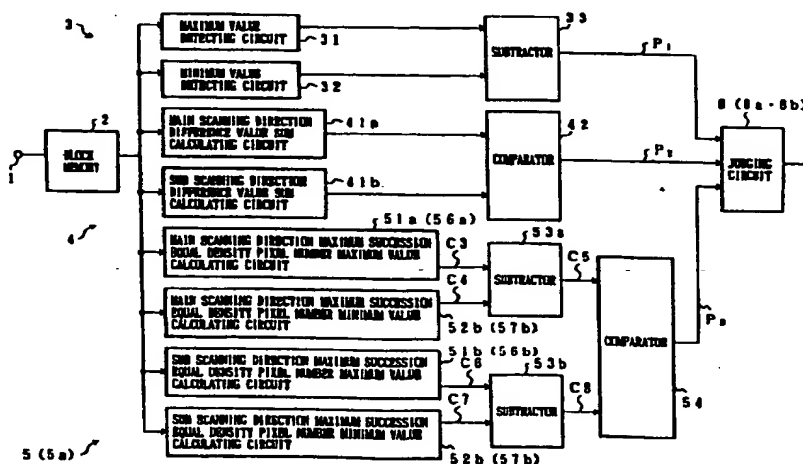 3
MAXIMUM VALUE
DETECTING CIRCUIT
31
MINIMUM VALUE
DETECTING CIRCUIT
32
33
SUBTRACTOR
P1
2
BLOCK
MEMORY
1
MAIN SCANNING DIRECTION
DIFFERENCE VALUE SUM
CALCULATING CIRCUIT
41a
SUB SCANNING DIRECTION
DIFFERENCE VALUE SUM
CALCULATING CIRCUIT
41b
42
COMPARATOR
P2
6 (6a-6b)
JUDGING
CIRCUIT
4
51a (56a)
MAIN SCANNING DIRECTION MAXIMUM SUCCESSION
EQUAL DENSITY PIXEL NUMBER MAXIMUM VALUE
CALCULATING CIRCUIT
C3
53a
SUBTRACTOR
C5
MAIN SCANNING DIRECTION MAXIMUM SUCCESSION
EQUAL DENSITY PIXEL NUMBER MINIMUM VALUE
CALCULATING CIRCUIT
C4
52b (57b)
51b (56b)
SUB SCANNING DIRECTION MAXIMUM SUCCESSION
EQUAL DENSITY PIXEL NUMBER MAXIMUM VALUE
CALCULATING CIRCUIT
C6
53b
SUBTRACTOR
C8
SUB SCANNING DIRECTION MAXIMUM SUCCESSION
EQUAL DENSITY PIXEL NUMBER MINIMUM VALUE
CALCULATING CIRCUIT
C7
52b (57b)
COMPARATOR
54
P3
5 (5a)